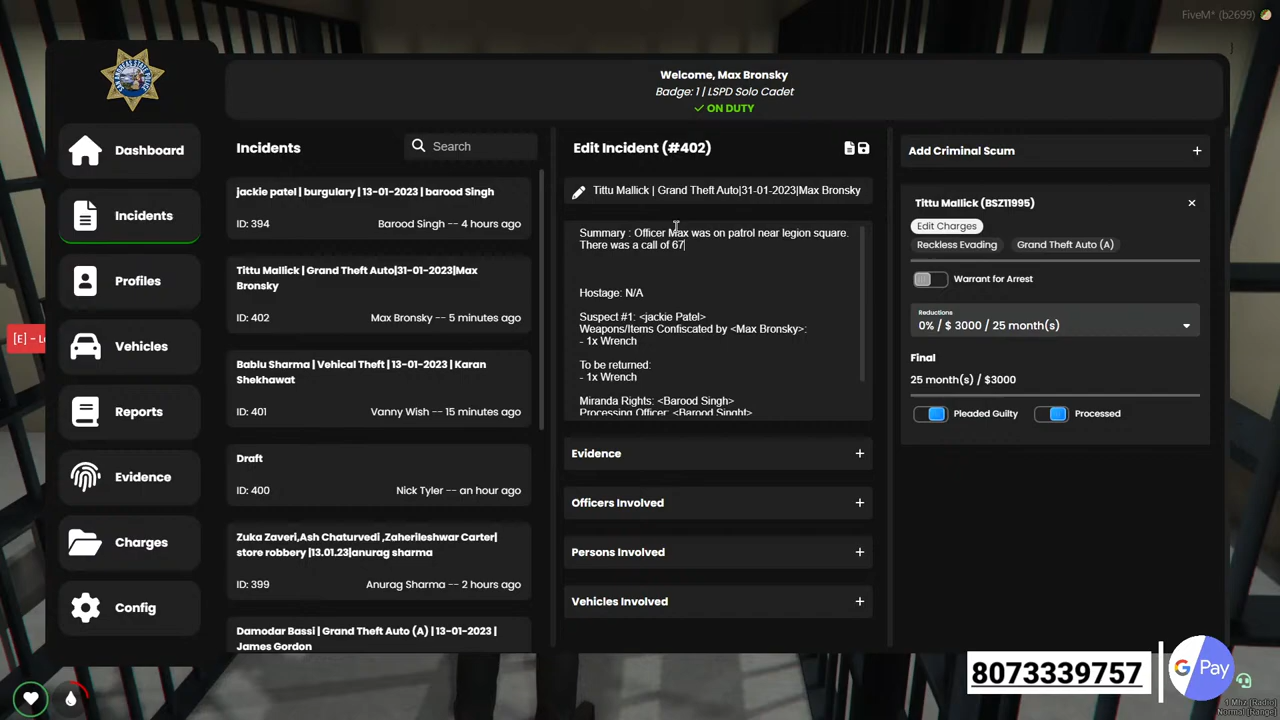 FiveM* (b2699)
Welcome, Max Bronsky
Badge: 1 | LSPD Solo Cadet
ON DUTY
Dashboard
Incidents
Profiles
Vehicles
Reports
Evidence
Charges
Config
[E] -
Incidents
Search
jackie patel | burgulary | 13-01-2023 | barood Singh
ID: 394
Barood Singh -- 4 hours ago
Tittu Mallick | Grand Theft Auto|31-01-2023|Max
Bronsky
ID: 402
Max Bronsky -- 5 minutes ago
Bablu Sharma | Vehical Theft | 13-01-2023 | Karan
Shekhawat
ID: 401
Vanny Wish -- 15 minutes ago
Draft
ID: 400
Nick Tyler -- an hour ago
Zuka Zaveri,Ash Chaturvedi ,Zaherileshwar Carter|
store robbery |13.01.23|anurag sharma
ID: 399
Anurag Sharma -- 2 hours ago
Damodar Bassi | Grand Theft Auto (A) | 13-01-2023 |
James Gordon
Edit Incident (#402)
Tittu Mallick | Grand Theft Auto|31-01-2023|Max Bronsky
Summary : Officer Max was on patrol near legion square.
There was a call of 67
Hostage: N/A
Suspect #1: <jackie Patel>
Weapons/Items Confiscated by <Max Bronsky>:
- 1x Wrench
To be returned:
- 1x Wrench
Miranda Rights: <Barood Singh>
Processing Officer: <Barood Singht>
Evidence
Officers Involved
Persons Involved
Vehicles Involved
Add Criminal Scum
Tittu Mallick (BSZ11995)
Edit Charges
Reckless Evading
Grand Theft Auto (A)
Warrant for Arrest
Reductions
0% / $ 3000 / 25 month(s)
Final
25 month(s) / $3000
Pleaded Guilty
Processed
8073339757
G Pay
1 Mhz [Radio]
Normal [Range]